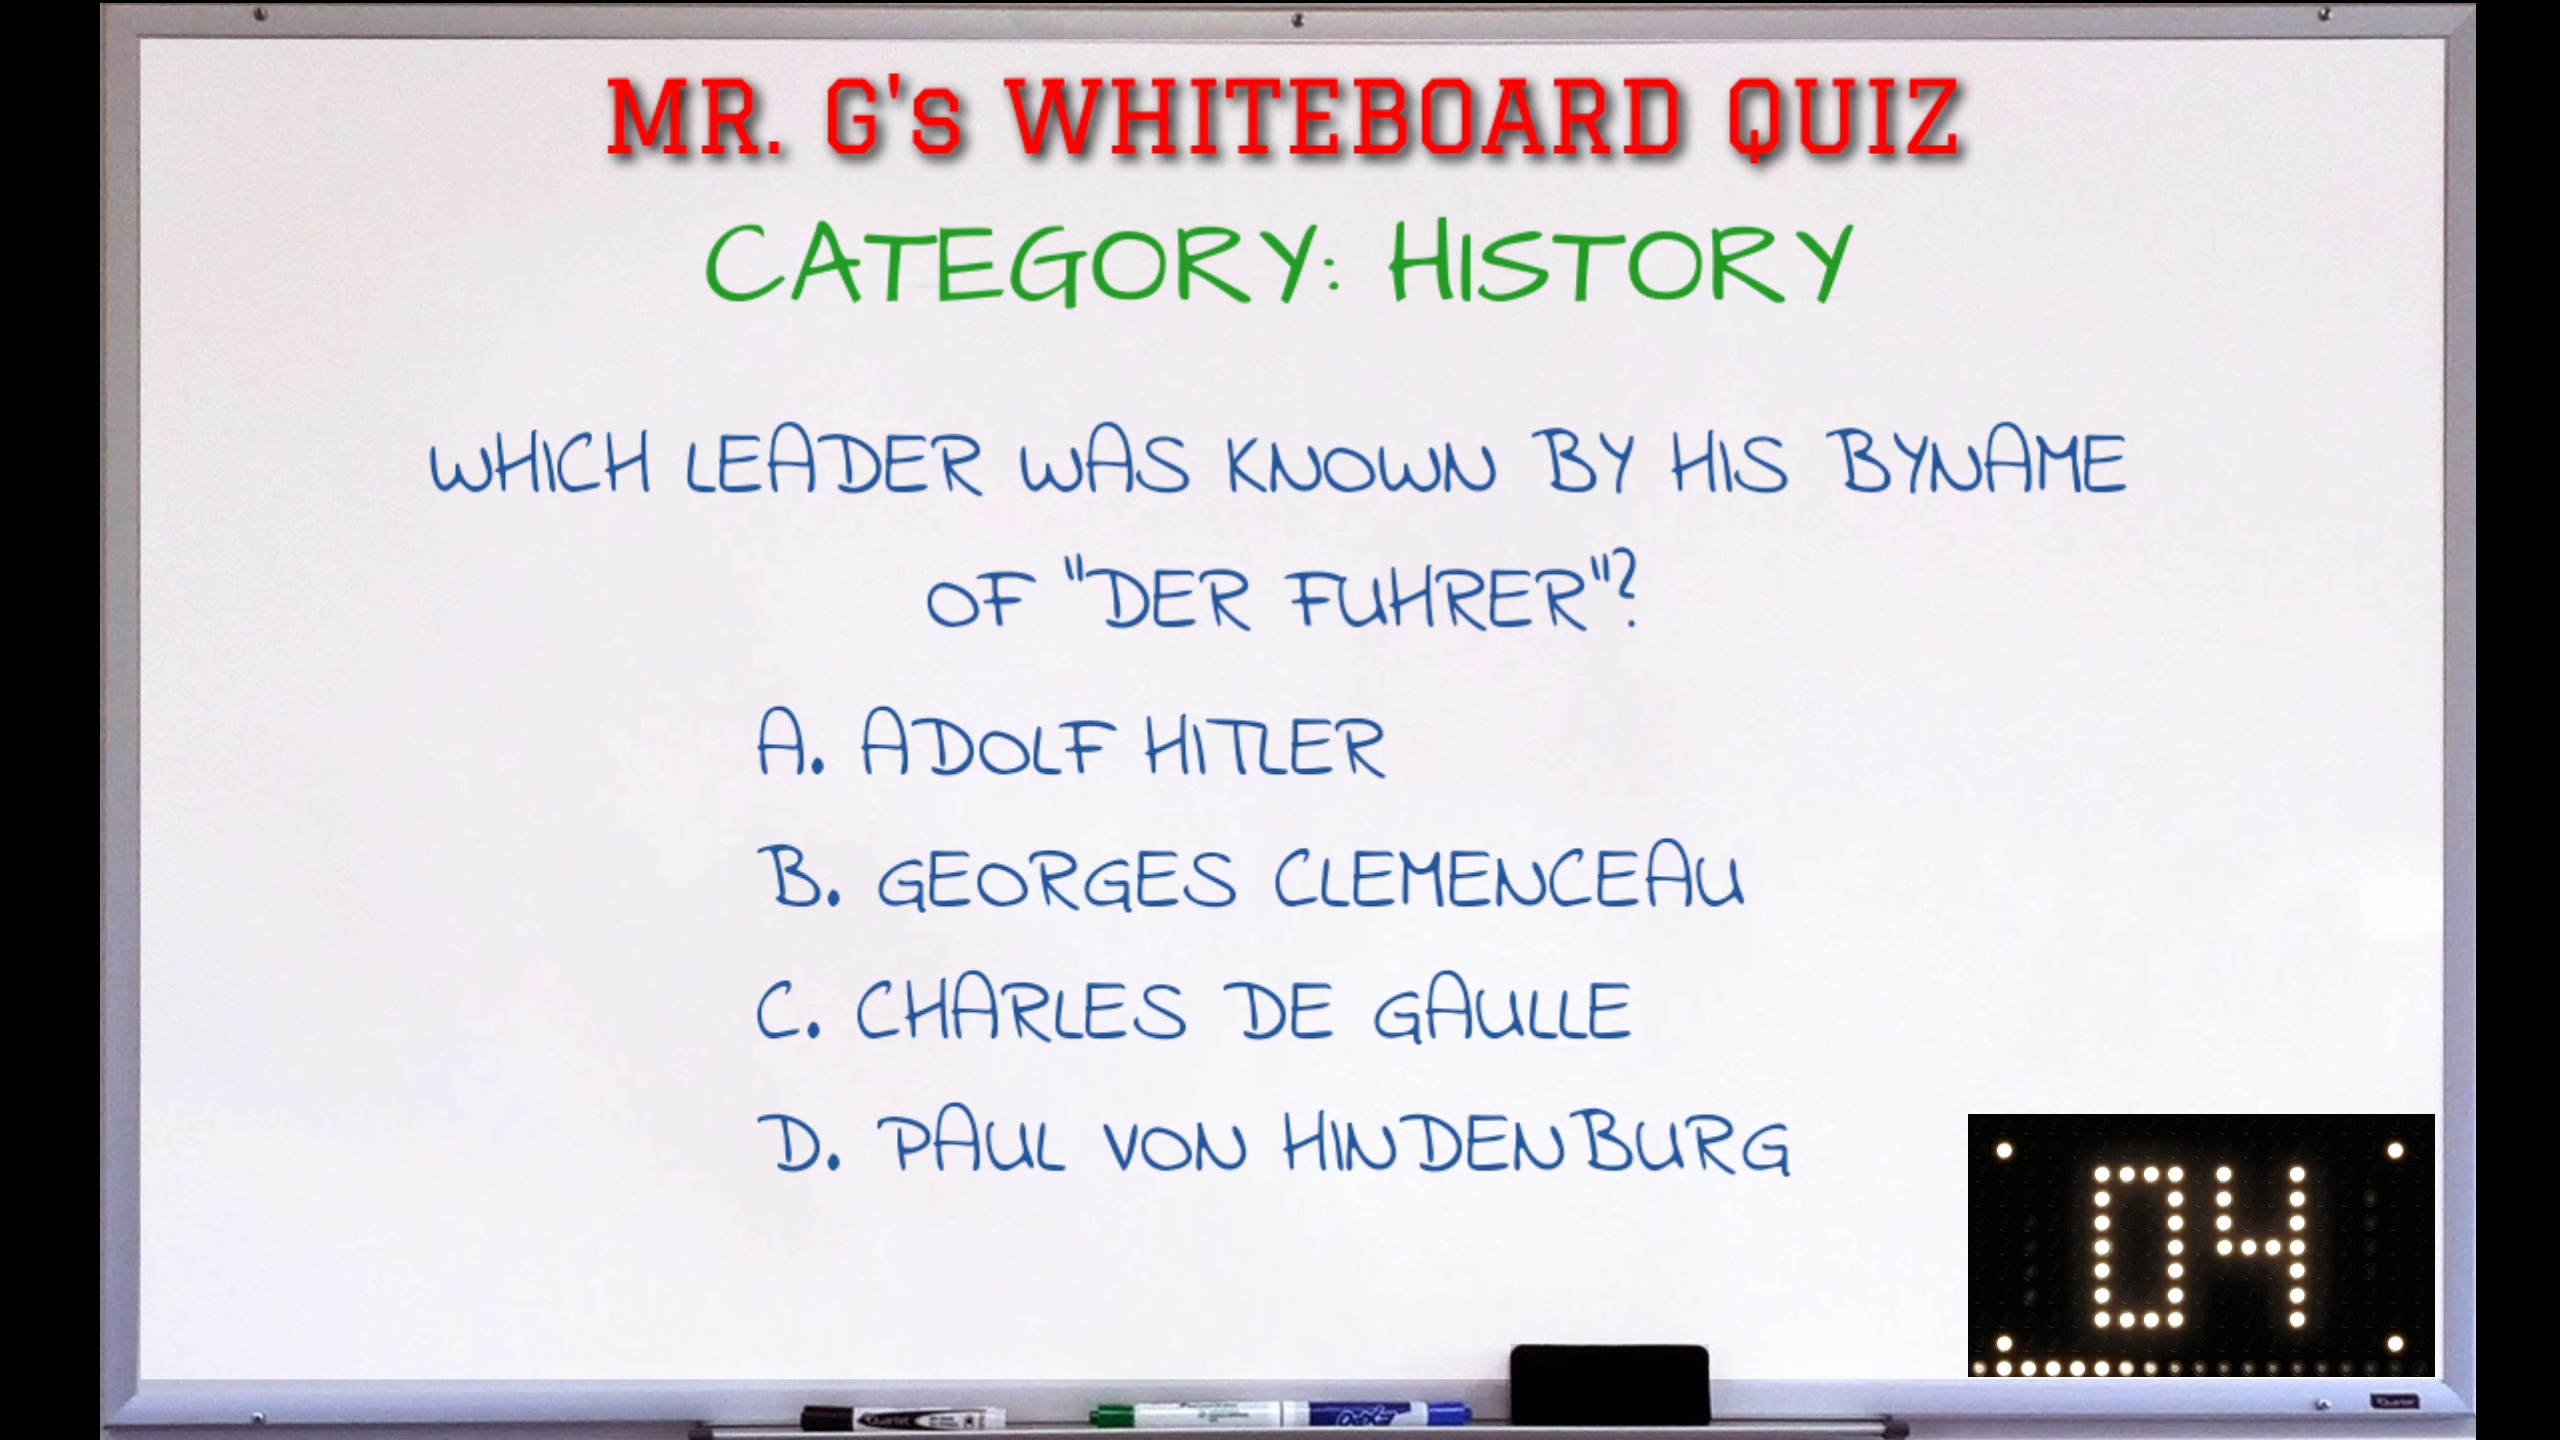 MR. G's WHITEBOARD QUIZ
CATEGORY: HISTORY
WHICH LEADER WAS KNOWN BY HIS BYNAME
OF "DER FUHRER"?
A. ADOLF HITLER
B. GEORGES CLEMENCEAU
C. CHARLES DE GAULLE
D. PAUL VON HINDENBURG
04
Quartet